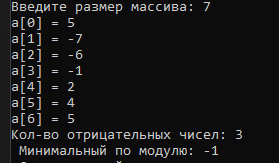 Введите размер массива: 7
a[0] = 5
a[1] = -7
a[2] = -6
a[3] = -1
a[4] = 2
a[5] = 4
a[6] = 5
Кол-во отрицательных чисел: 3
Минимальный по модулю: -1